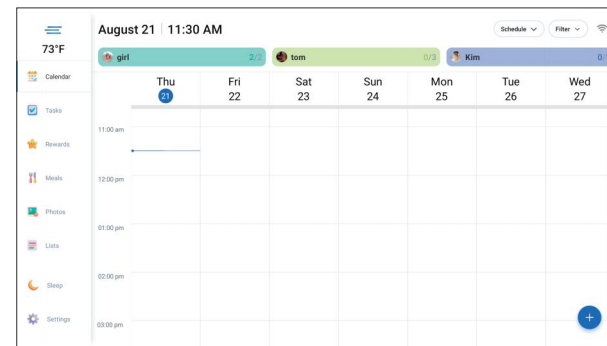 August 21 | 11:30 AM
Schedule
Filter
73°F
girl 2/2
tom 0/3
Kim 0/
Thu Fri Sat Sun Mon Tue Wed
21 22 23 24 25 26 27
Calendar
Tasks
Rewards
Meals
Photos
Lists
Sleep
Settings
11:00 am
12:00 pm
01:00 pm
02:00 pm
03:00 pm